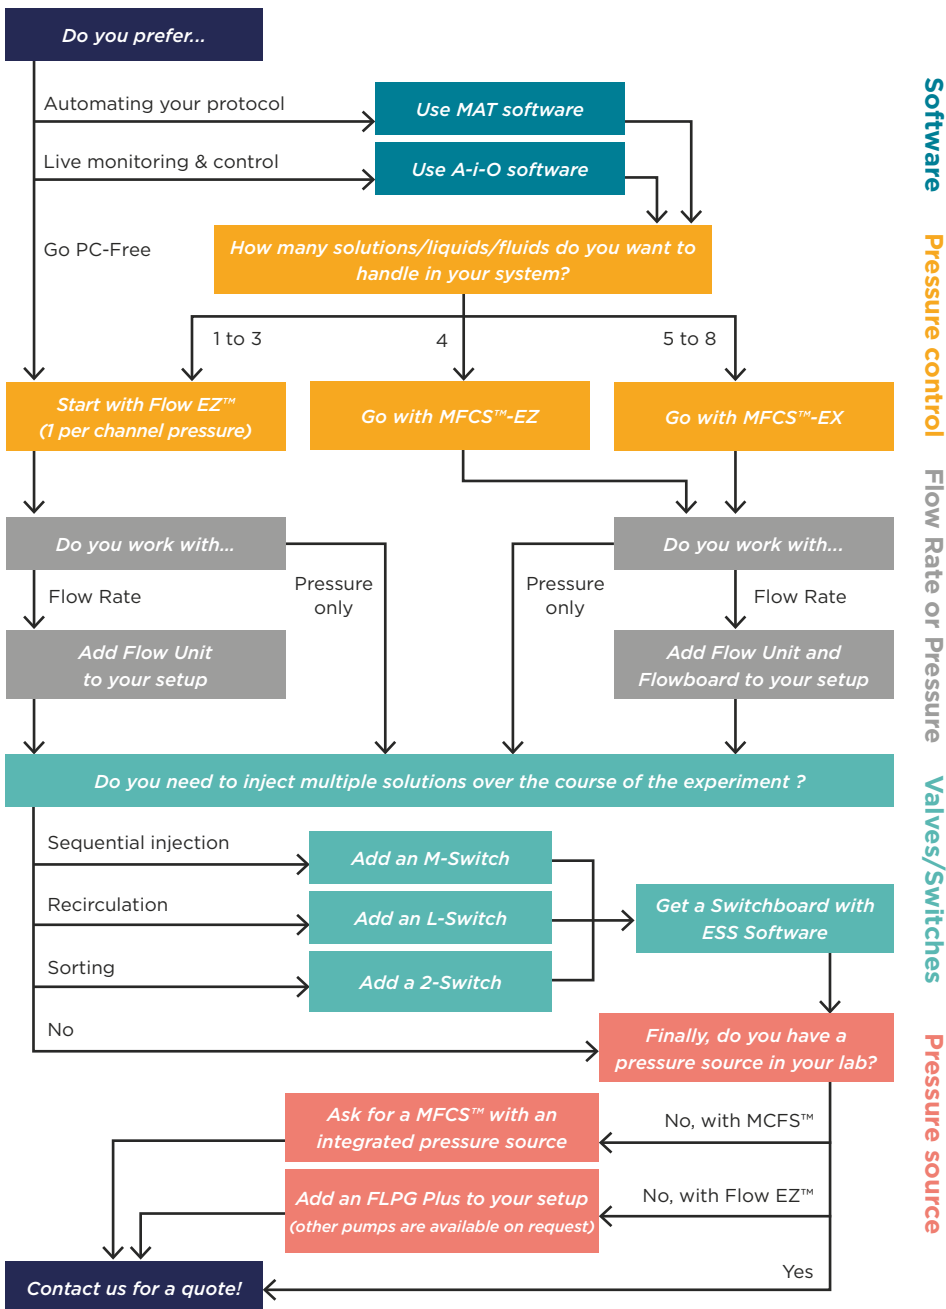 Do you prefer...
Automating your protocol
Use MAT software
Live monitoring & control
Use A-i-O software
Go PC-Free
How many solutions/liquids/fluids do you want to
handle in your system?
1 to 3
4
5 to 8
Start with Flow EZ™
(1 per channel pressure)
Go with MFCS™-EZ
Go with MFCS™-EX
Do you work with...
Do you work with...
Flow Rate
Pressure
only
Pressure
only
Flow Rate
Add Flow Unit
to your setup
Add Flow Unit and
Flowboard to your setup
Do you need to inject multiple solutions over the course of the experiment ?
Sequential injection
Add an M-Switch
Recirculation
Add an L-Switch
Get a Switchboard with
ESS Software
Sorting
Add a 2-Switch
No
Finally, do you have a
pressure source in your lab?
Ask for a MFCS™ with an
integrated pressure source
No, with MCFS™
Add an FLPG Plus to your setup
(other pumps are available on request)
No, with Flow EZ™
Yes
Contact us for a quote!
Software
Pressure control
Flow Rate or Pressure
Valves/Switches
Pressure source